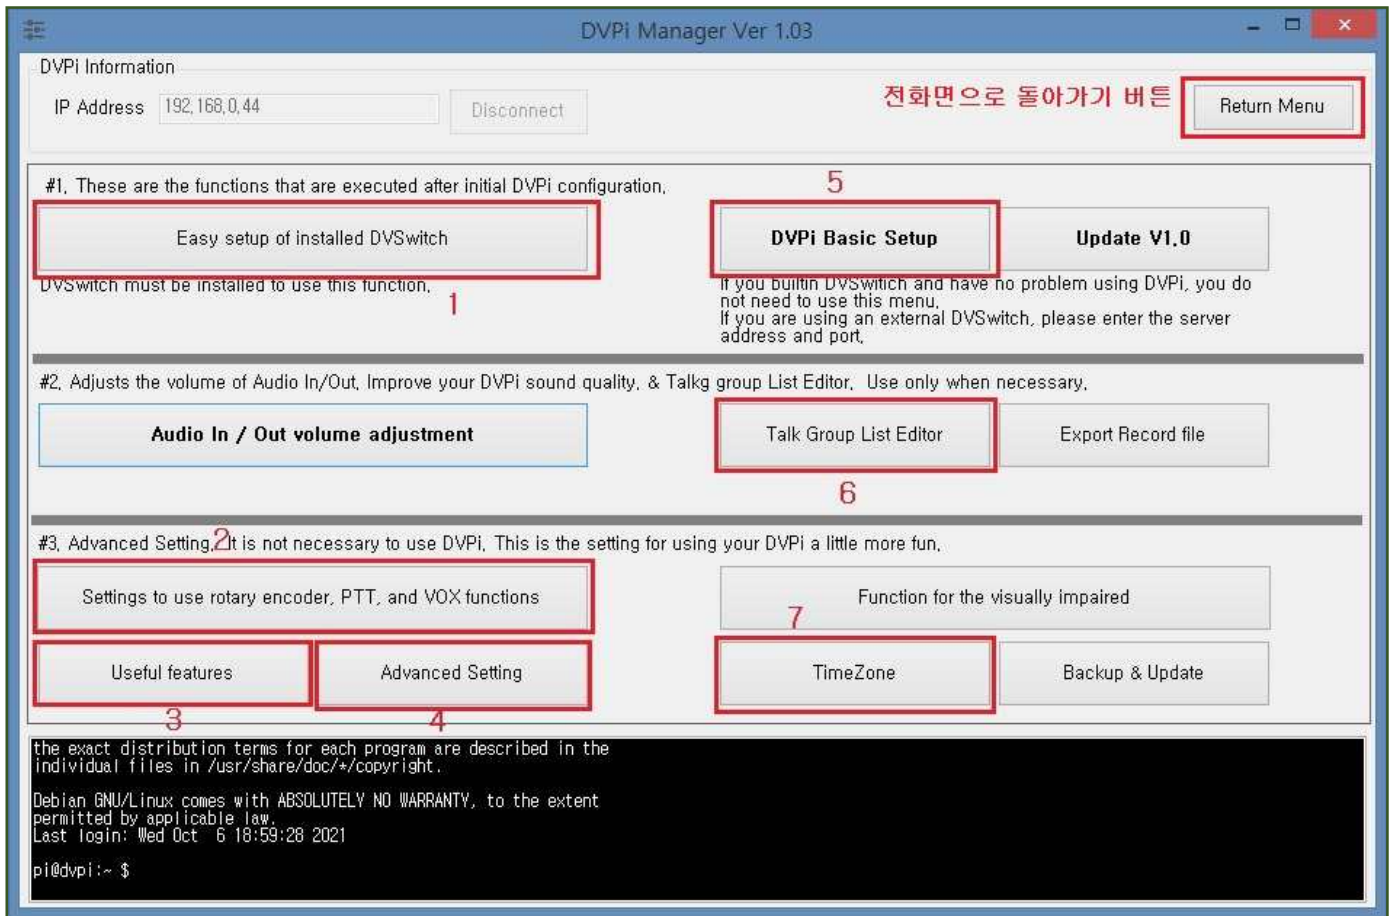 DVPi Manager Ver 1.03
DVPi Information
IP Address 192,168,0,44 Disconnect
전화면으로 돌아가기 버튼 Return Menu
#1, These are the functions that are executed after initial DVPi configuration,
5
Easy setup of installed DVSwitch
DVPi Basic Setup
Update V1,0
DVSwitch must be installed to use this function,
1
If you builtin DVSwitich and have no problem using DVPi, you do
not need to use this menu,
If you are using an external DVSwitch, please enter the server
address and port,
#2, Adjusts the volume of Audio In/Out, Improve your DVPi sound quality, & Talkg group List Editor, Use only when necessary,
Audio In / Out volume adjustment
Talk Group List Editor
Export Record file
6
#3, Advanced Setting, It is not necessary to use DVPi, This is the setting for using your DVPi a little more fun,
2
Settings to use rotary encoder, PTT, and VOX functions
Function for the visually impaired
7
Useful features
Advanced Setting
TimeZone
Backup & Update
3
4
the exact distribution terms for each program are described in the
individual files in /usr/share/doc/*/copyright.
Debian GNU/Linux comes with ABSOLUTELY NO WARRANTY, to the extent
permitted by applicable law.
Last login: Wed Oct 6 18:59:28 2021
pi@dvpi:~ $